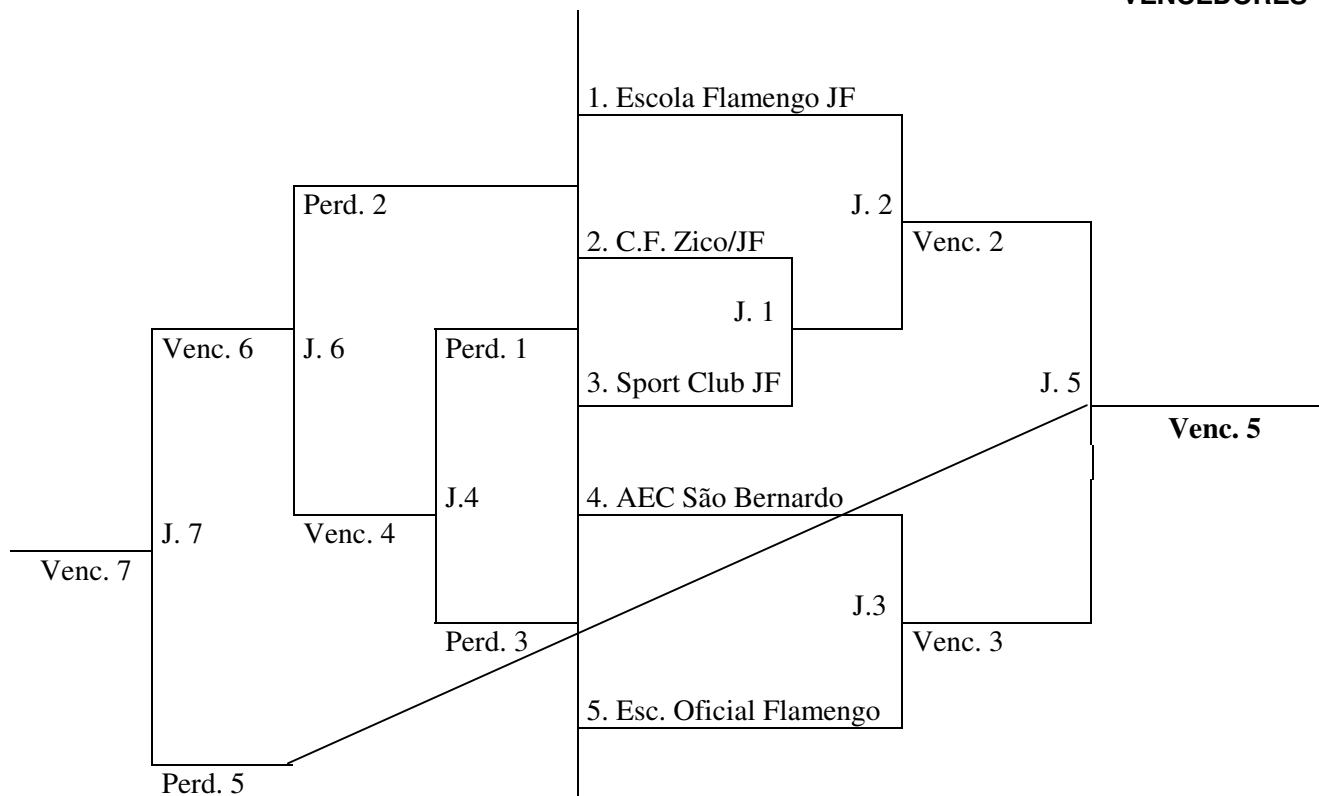 VENCEDORES
1. Escola Flamengo JF
Perd. 2
J. 2
2. C.F. Zico/JF
Venc. 2
J. 1
Venc. 6
J. 6
Perd. 1
3. Sport Club JF
J. 5
Venc. 5
J.4
4. AEC São Bernardo
J. 7
Venc. 4
Venc. 7
J.3
Perd. 3
Venc. 3
5. Esc. Oficial Flamengo
Perd. 5